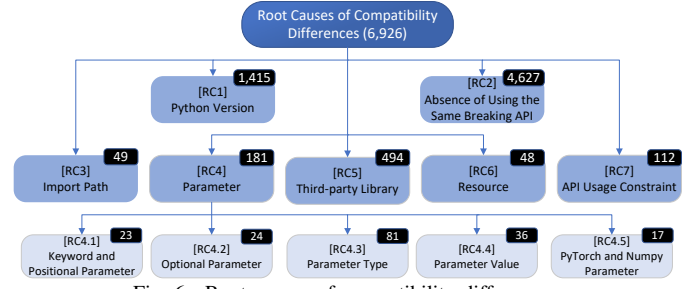 Root Causes of Compatibility
Differences (6,926)
1,415
[RC1]
Python Version
4,627
[RC2]
Absence of Using the
Same Breaking API
49
[RC3]
Import Path
181
[RC4]
Parameter
494
[RC5]
Third-party Library
48
[RC6]
Resource
112
[RC7]
API Usage Constraint
23
[RC4.1]
Keyword and
Positional Parameter
24
[RC4.2]
Optional Parameter
81
[RC4.3]
Parameter Type
36
[RC4.4]
Parameter Value
17
[RC4.5]
PyTorch and Numpy
Parameter